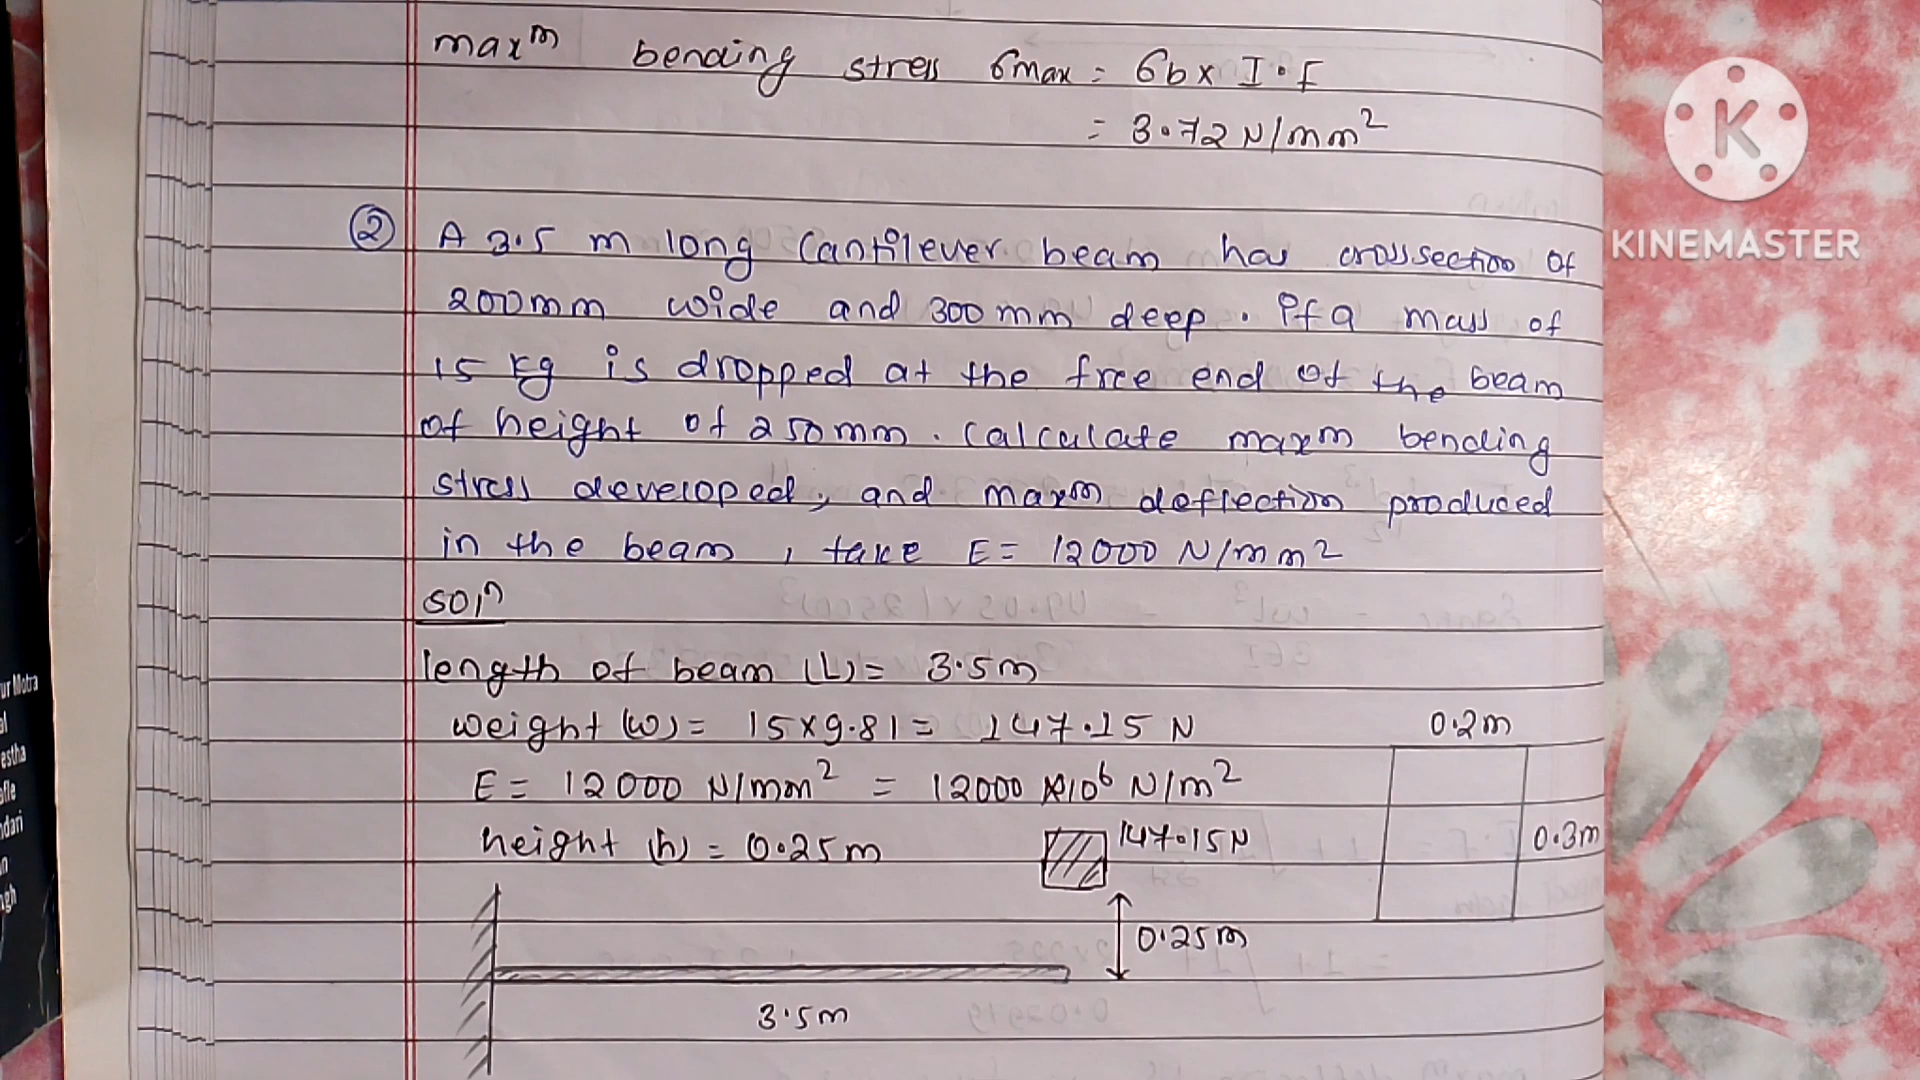 maxᵐ bending stress σmax = σb x I.F
= 3.72 N/mm²
K
KINEMASTER
② A 3.5 m long cantilever beam has crossection of
200mm wide and 300mm deep. if a mass of
15 kg is dropped at the free end of the beam
of height of 250mm. Calculate maxm bending
stress developed, and maxm deflection produced
in the beam, take E = 12000 N/mm²
solⁿ
length of beam (L) = 3.5m
weight (w) = 15x9.81 = 147.15 N
0.2m
E = 12000 N/mm² = 12000 x10⁶ N/m²
height (h) = 0.25m
147.15N
0.3m
0.25m
3.5m